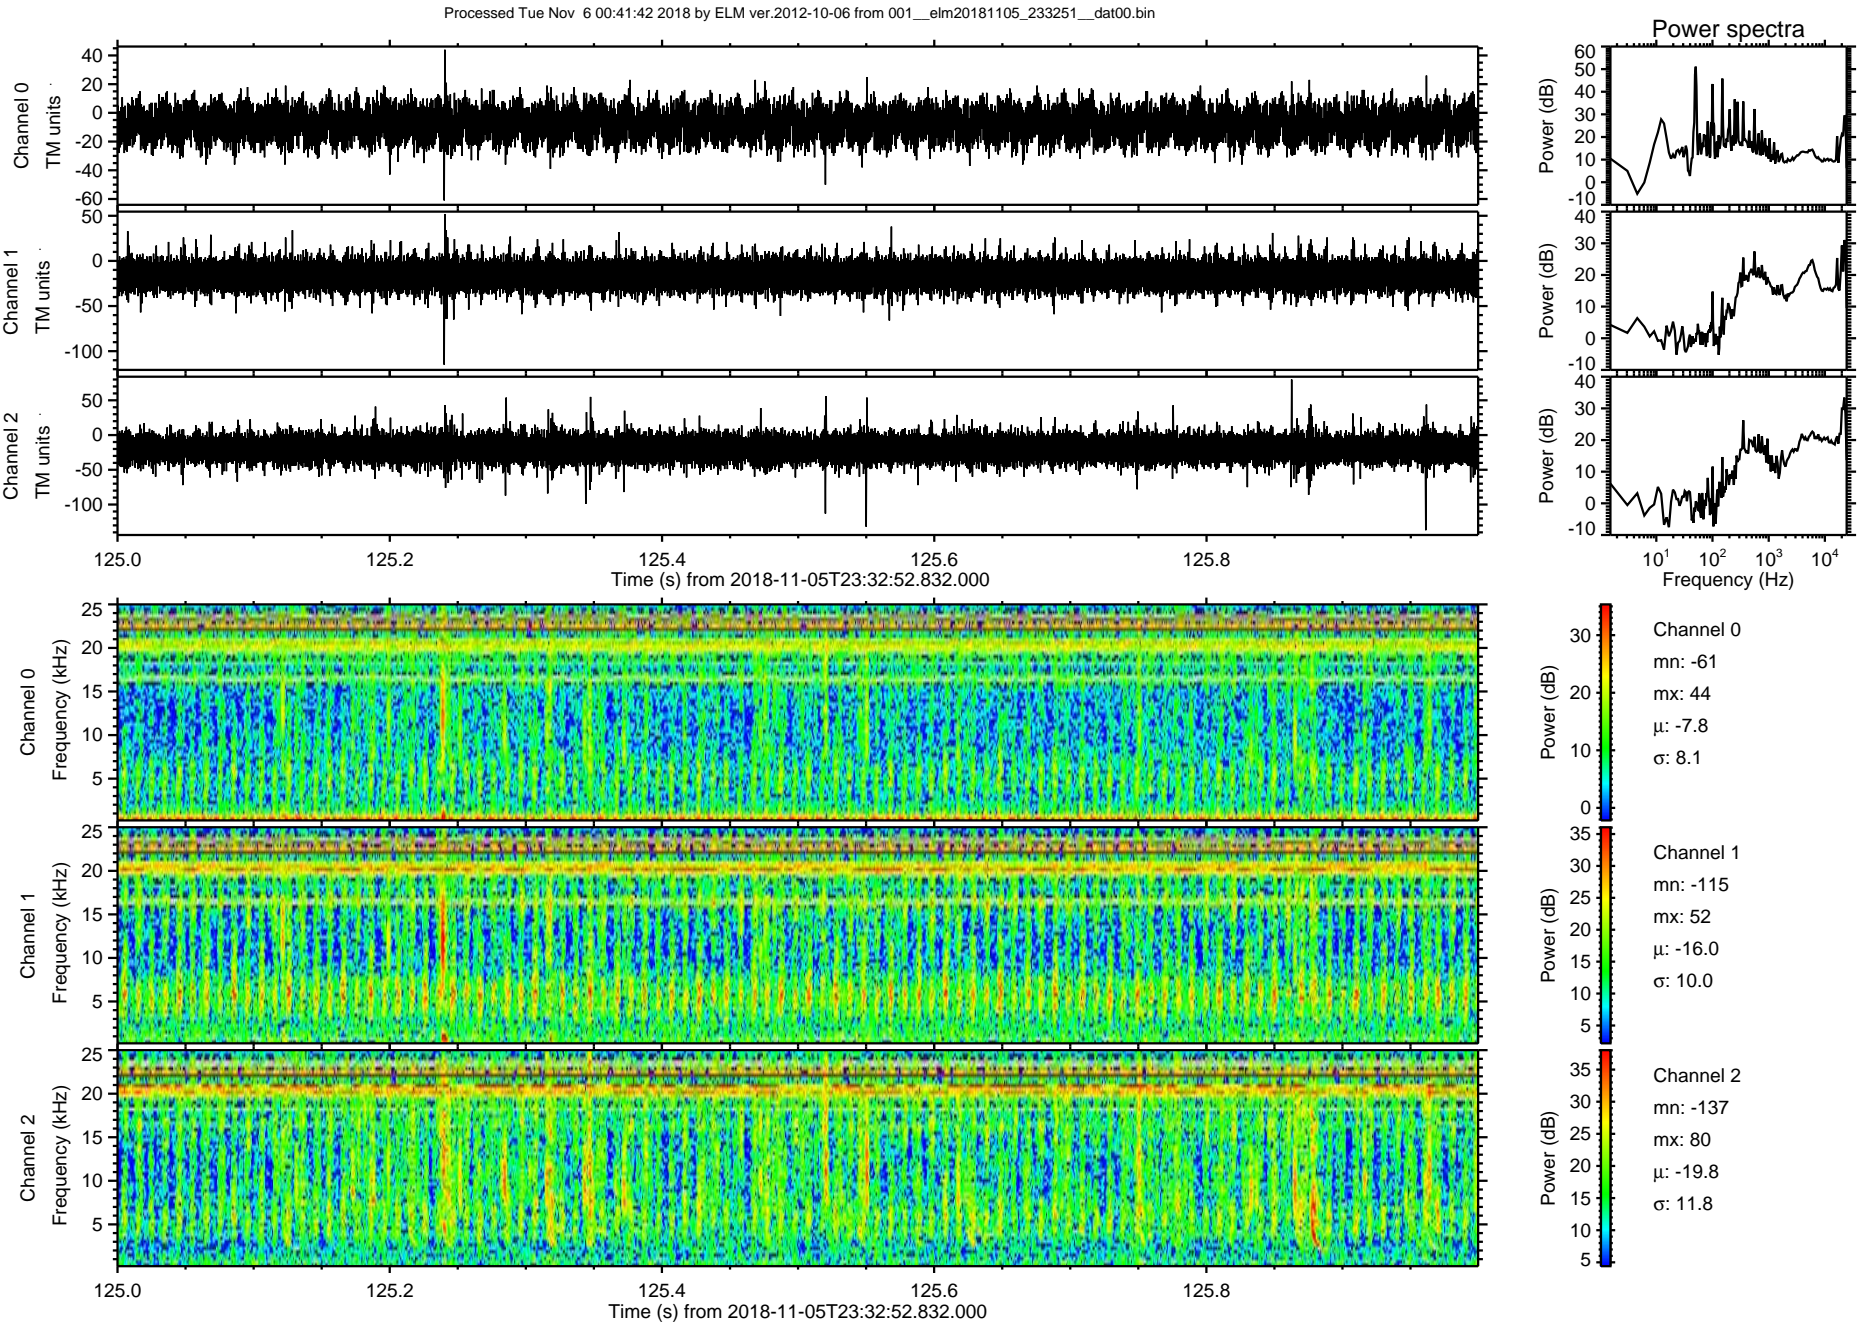 Processed Tue Nov 6 00:41:42 2018 by ELM ver.2012-10-06 from 001__elm20181105_233251__dat00.bin
Power spectra
Channel 0
TM units
40
20
0
-20
-40
-60
Power (dB)
60
50
40
30
20
10
0
-10
Channel 1
TM units
50
0
-50
-100
Power (dB)
40
30
20
10
0
-10
Channel 2
TM units
50
0
-50
-100
Power (dB)
40
30
20
10
0
-10
125.0 125.2 125.4 125.6 125.8
Time (s) from 2018-11-05T23:32:52.832.000
10^1 10^2 10^3 10^4
Frequency (Hz)
Channel 0
Frequency (kHz)
25
20
15
10
5
Power (dB)
30
20
10
0
Channel 0
mn: -61
mx: 44
μ: -7.8
σ: 8.1
Channel 1
Frequency (kHz)
25
20
15
10
5
Power (dB)
35
30
25
20
15
10
5
Channel 1
mn: -115
mx: 52
μ: -16.0
σ: 10.0
Channel 2
Frequency (kHz)
25
20
15
10
5
Power (dB)
35
30
25
20
15
10
5
Channel 2
mn: -137
mx: 80
μ: -19.8
σ: 11.8
125.0 125.2 125.4 125.6 125.8
Time (s) from 2018-11-05T23:32:52.832.000